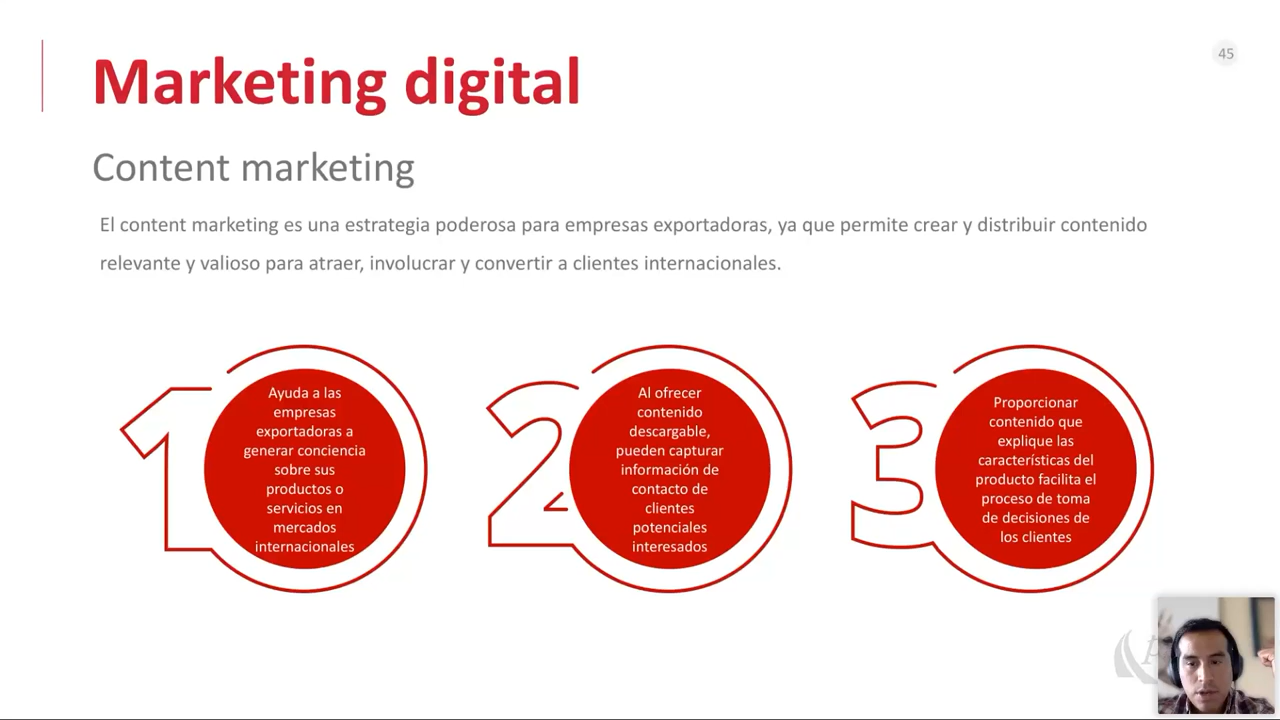 45
Marketing digital
Content marketing
El content marketing es una estrategia poderosa para empresas exportadoras, ya que permite crear y distribuir contenido
relevante y valioso para atraer, involucrar y convertir a clientes internacionales.
1
Ayuda a las
empresas
exportadoras a
generar conciencia
sobre sus
productos o
servicios en
mercados
internacionales
2
Al ofrecer
contenido
descargable,
pueden capturar
información de
contacto de
clientes
potenciales
interesados
3
Proporcionar
contenido que
explique las
características del
producto facilita el
proceso de toma
de decisiones de
los clientes